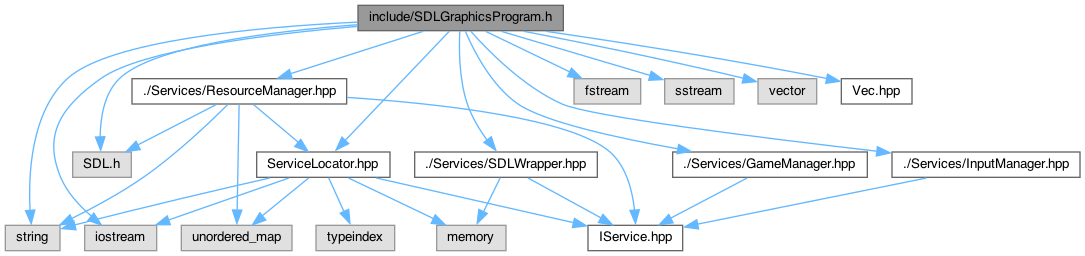 include/SDLGraphicsProgram.h
./Services/ResourceManager.hpp
fstream
sstream
vector
Vec.hpp
SDL.h
ServiceLocator.hpp
./Services/SDLWrapper.hpp
./Services/GameManager.hpp
./Services/InputManager.hpp
string
iostream
unordered_map
typeindex
memory
IService.hpp